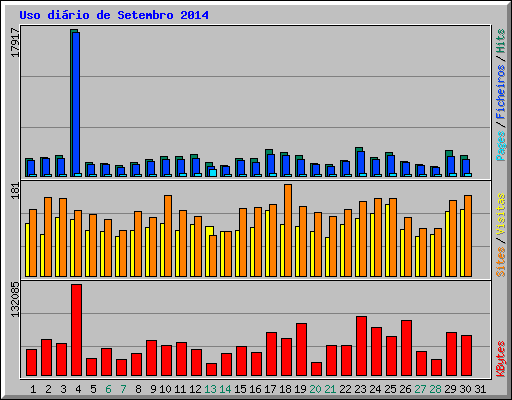 Uso diário de Setembro 2014
17917
Pages / Ficheiros / Hits
181
Sites / Visitas
132085
KBytes
1 2 3 4 5 6 7 8 9 10 11 12 13 14 15 16 17 18 19 20 21 22 23 24 25 26 27 28 29 30 31